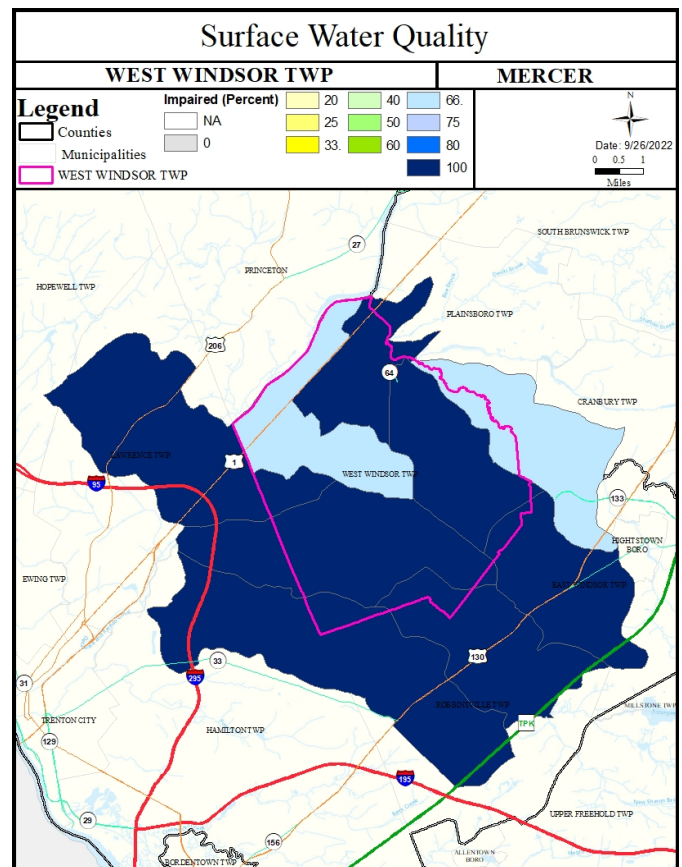 Surface Water Quality
WEST WINDSOR TWP
MERCER
Legend
Counties
Municipalities
WEST WINDSOR TWP
Impaired (Percent)
NA
0
20
25
33.
40
50
60
66.
75
80
100
N
Date: 9/26/2022
0 0.5 1
Miles
27
SOUTH BRUNSWICK TWP
PRINCETON
HOPEWELL TWP
PLAINSBORO TWP
206
64
CRANBURY TWP
LAWRENCE TWP
1
WEST WINDSOR TWP
95
133
HIGHTSTOWN
BORO
EWING TWP
EAST WINDSOR TWP
33
130
295
31
ROBBINSVILLE TWP
MILLSTONE TWP
TRENTON CITY
TPK
HAMILTON TWP
129
195
29
UPPER FREEHOLD TWP
156
ALLENTOWN
BORO
BORDENTOWN TWP